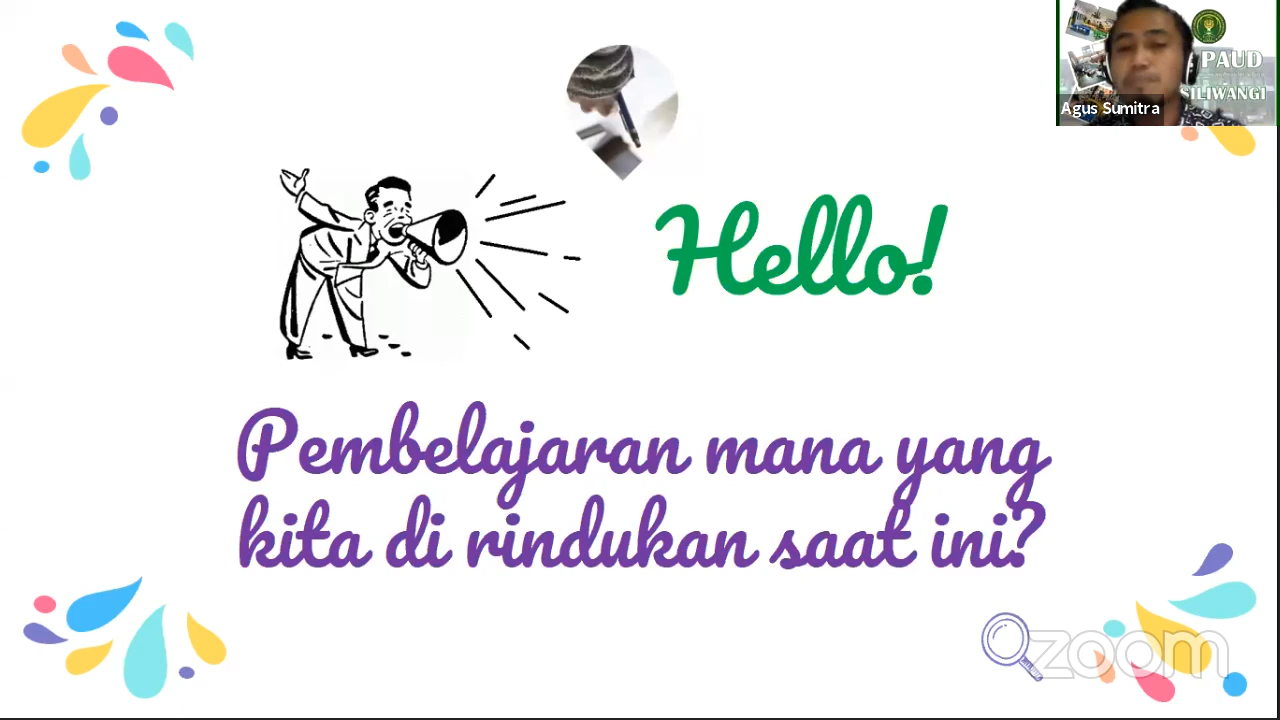 PAUD
SILIWANGI
Agus Sumitra
Hello!
Pembelajaran mana yang
kita di rindukan saat ini?
zoom